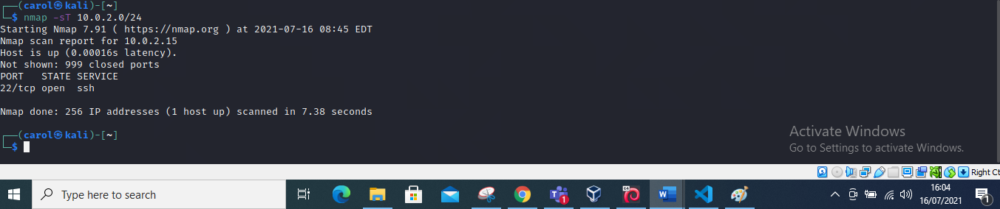 (carol㉿kali)-[~]
$ nmap -sT 10.0.2.0/24
Starting Nmap 7.91 ( https://nmap.org ) at 2021-07-16 08:45 EDT
Nmap scan report for 10.0.2.15
Host is up (0.00016s latency).
Not shown: 999 closed ports
PORT   STATE SERVICE
22/tcp open  ssh
Nmap done: 256 IP addresses (1 host up) scanned in 7.38 seconds
(carol㉿kali)-[~]
$
Activate Windows
Go to Settings to activate Windows.
Right Ct
Type here to search
1
W
64
16:04
16/07/2021
1